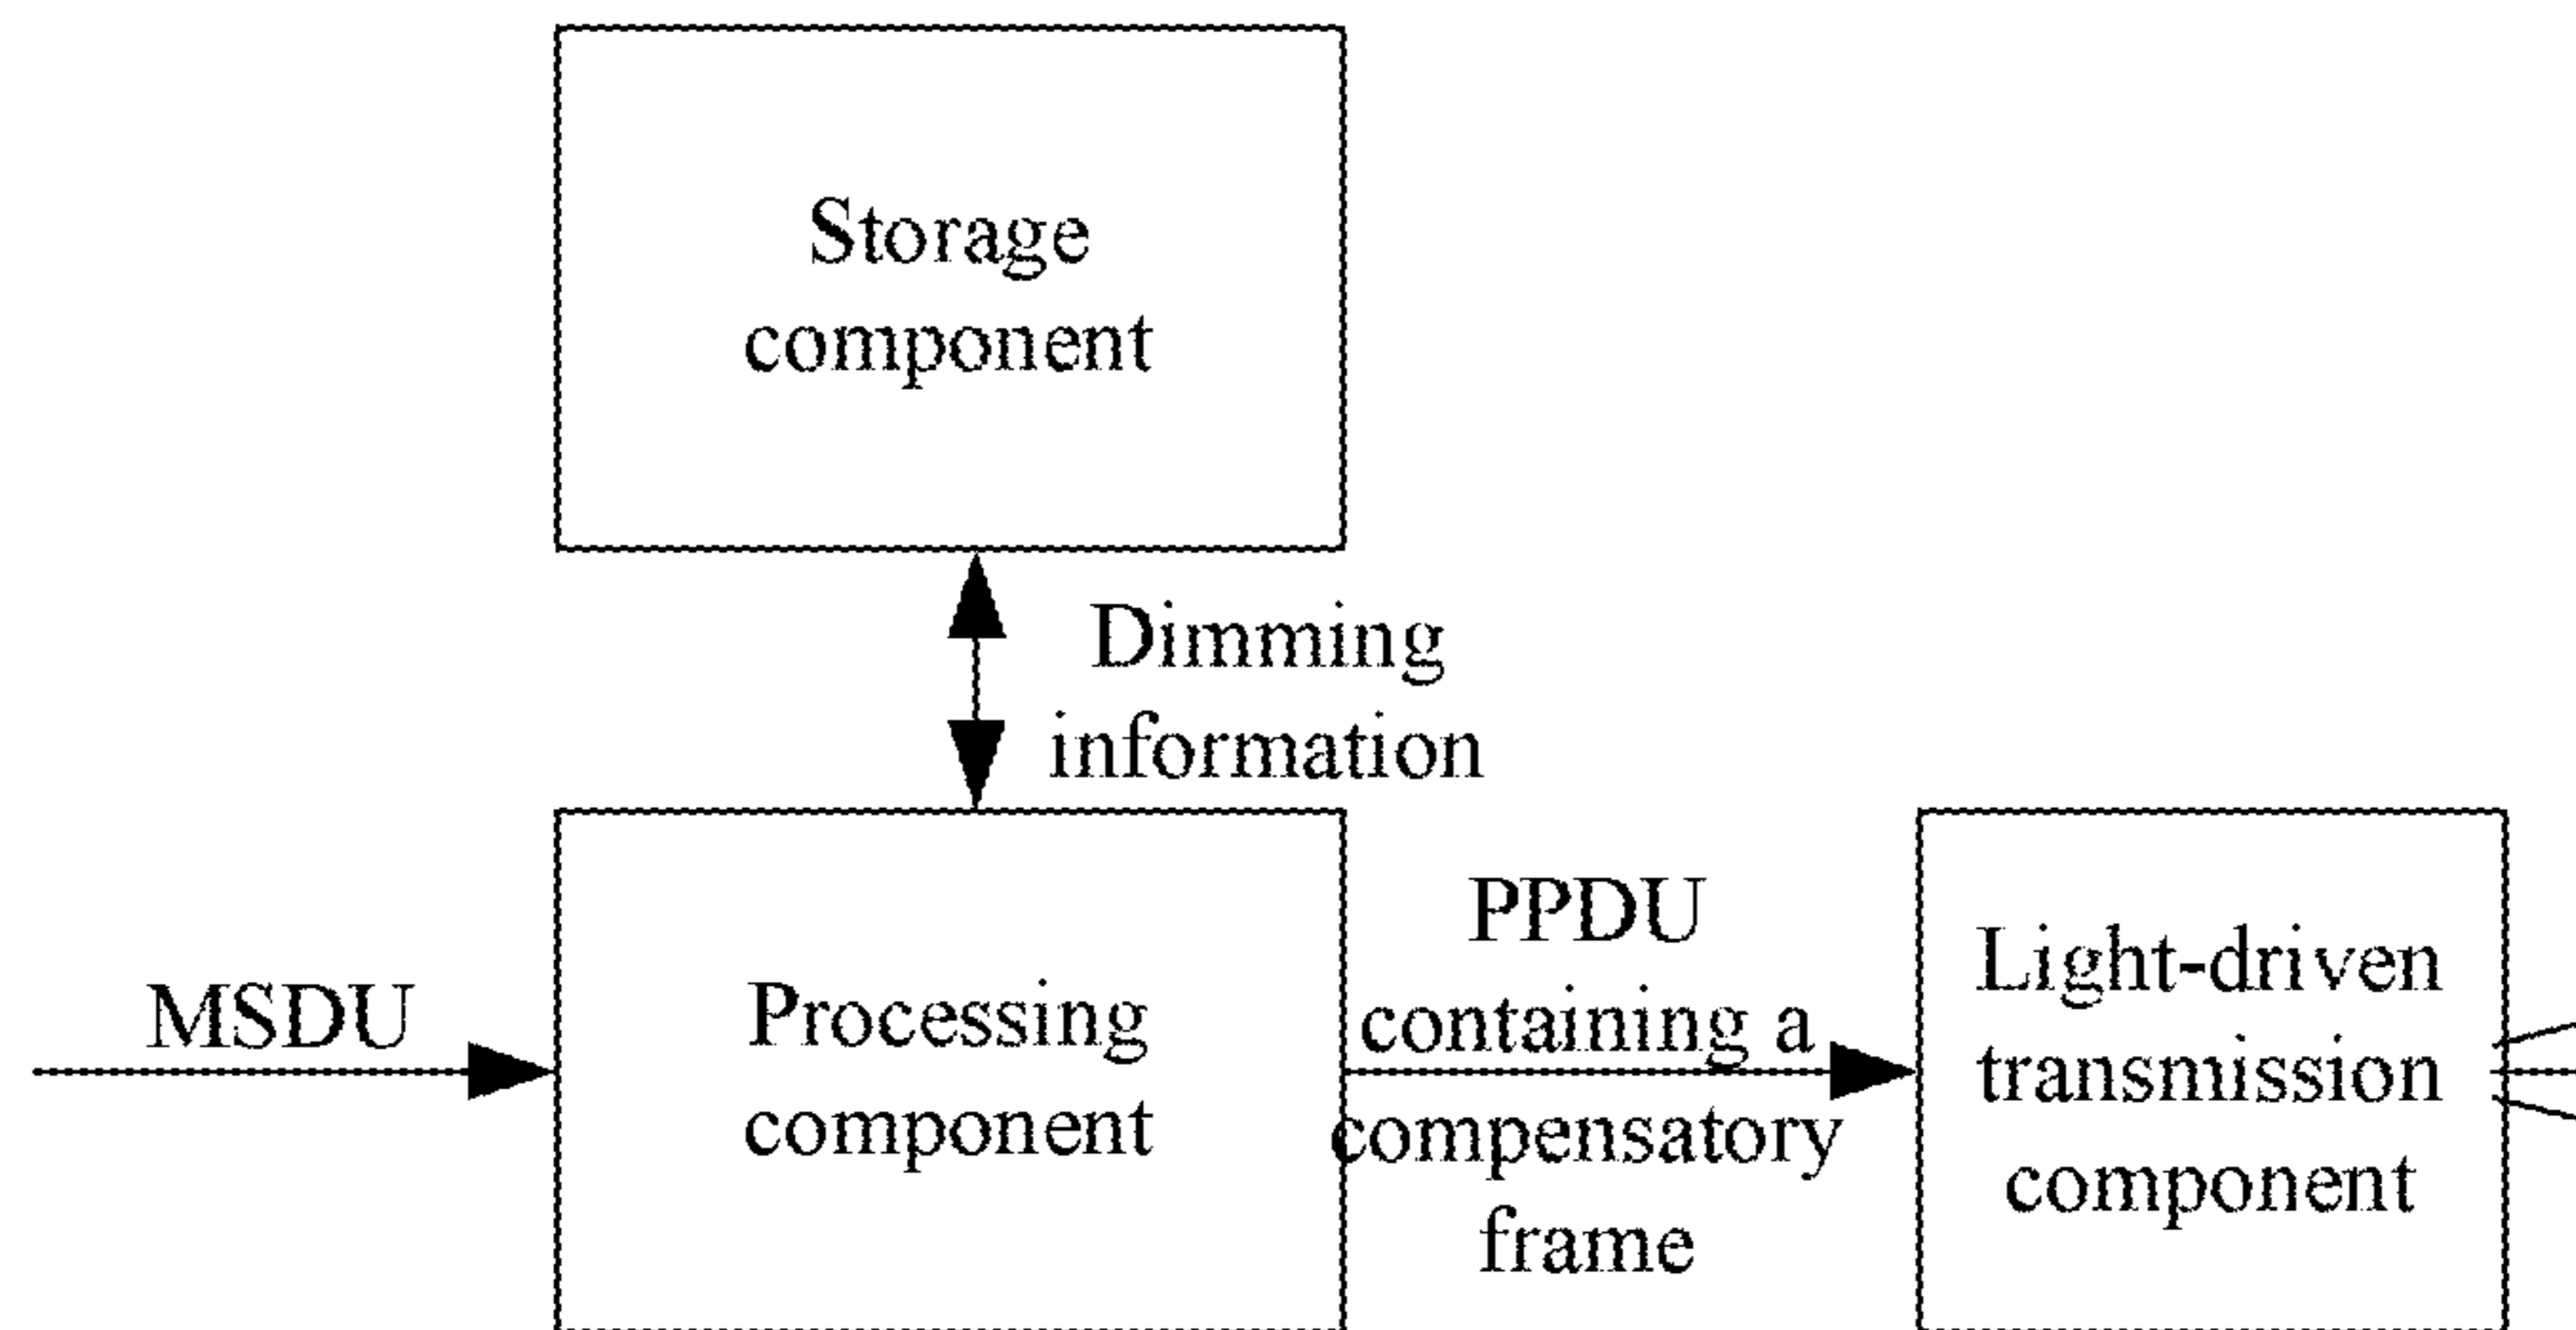 Storage
component
Dimming
information
MSDU
Processing
component
PPDU
containing a
compensatory
frame
Light-driven
transmission
component